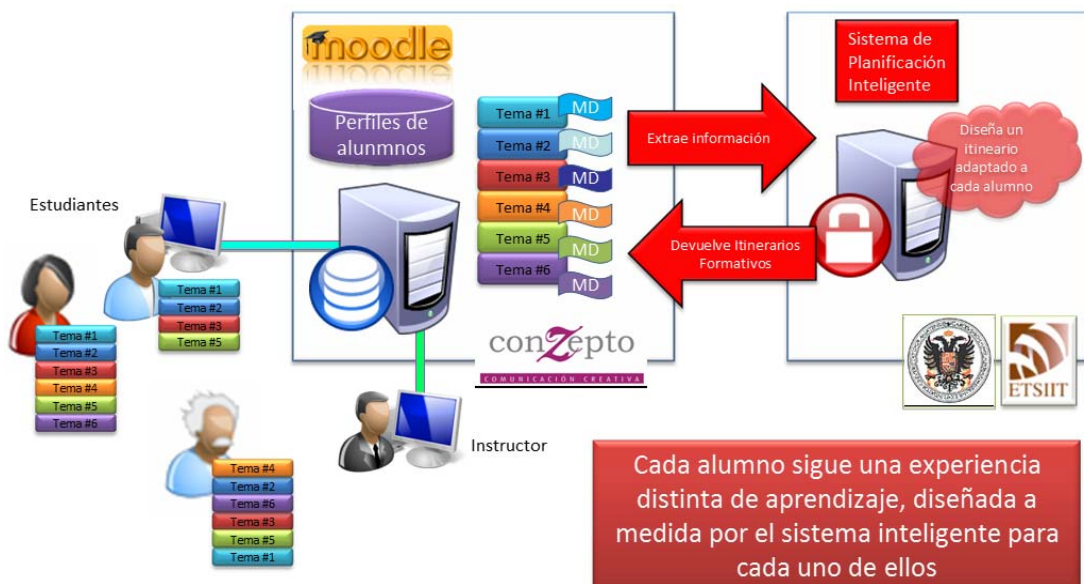 moodle
Perfiles de
alunmnos
Tema #1
MD
Tema #2
MD
Tema #3
MD
Tema #4
MD
Tema #5
MD
Tema #6
MD
Extrae información
Devuelve Itinerarios
Formativos
Sistema de
Planificación
Inteligente
Diseña un
itineario
adaptado a
cada alumno
Estudiantes
Tema #1
Tema #2
Tema #3
Tema #5
Tema #1
Tema #2
Tema #3
Tema #4
Tema #5
Tema #6
Tema #4
Tema #2
Tema #6
Tema #3
Tema #5
Tema #1
Instructor
conZepto
COMUNICACIÓN CREATIVA
ETSIIT
Cada alumno sigue una experiencia
distinta de aprendizaje, diseñada a
medida por el sistema inteligente para
cada uno de ellos